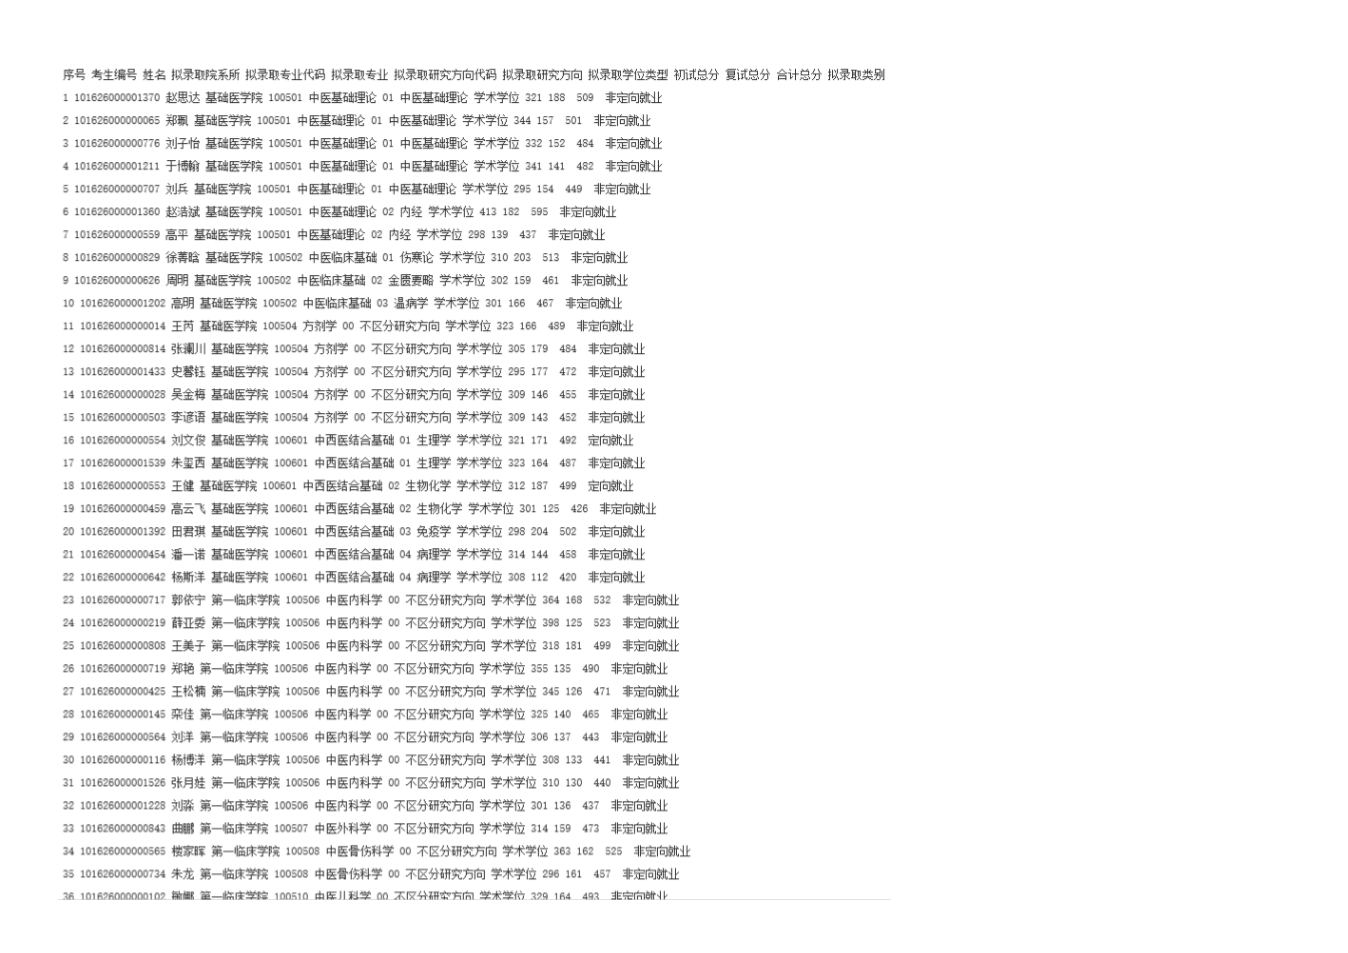 序号 考生编号 姓名 拟录取院系所 拟录取专业代码 拟录取专业 拟录取研究方向代码 拟录取研究方向 拟录取学位类型 初试总分 复试总分 合计总分 拟录取类别
1 101626000001370 赵思达 基础医学院 100501 中医基础理论 01 中医基础理论 学术学位 321 188 509 非定向就业
2 101626000000065 郑飘 基础医学院 100501 中医基础理论 01 中医基础理论 学术学位 344 157 501 非定向就业
3 101626000000776 刘子怡 基础医学院 100501 中医基础理论 01 中医基础理论 学术学位 332 152 484 非定向就业
4 101626000001211 于博翰 基础医学院 100501 中医基础理论 01 中医基础理论 学术学位 341 141 482 非定向就业
5 101626000000707 刘兵 基础医学院 100501 中医基础理论 01 中医基础理论 学术学位 295 154 449 非定向就业
6 101626000001360 赵浩斌 基础医学院 100501 中医基础理论 02 内经 学术学位 413 182 595 非定向就业
7 101626000000559 高平 基础医学院 100501 中医基础理论 02 内经 学术学位 298 139 437 非定向就业
8 101626000000829 徐菁晗 基础医学院 100502 中医临床基础 01 伤寒论 学术学位 310 203 513 非定向就业
9 101626000000626 周明 基础医学院 100502 中医临床基础 02 金匮要略 学术学位 302 159 461 非定向就业
10 101626000001202 高明 基础医学院 100502 中医临床基础 03 温病学 学术学位 301 166 467 非定向就业
11 101626000000014 王芮 基础医学院 100504 方剂学 00 不区分研究方向 学术学位 323 166 489 非定向就业
12 101626000000814 张澜川 基础医学院 100504 方剂学 00 不区分研究方向 学术学位 305 179 484 非定向就业
13 101626000001433 史馨钰 基础医学院 100504 方剂学 00 不区分研究方向 学术学位 295 177 472 非定向就业
14 101626000000028 吴金梅 基础医学院 100504 方剂学 00 不区分研究方向 学术学位 309 146 455 非定向就业
15 101626000000503 李谚语 基础医学院 100504 方剂学 00 不区分研究方向 学术学位 309 143 452 非定向就业
16 101626000000554 刘文俊 基础医学院 100601 中西医结合基础 01 生理学 学术学位 321 171 492 定向就业
17 101626000001539 朱玺西 基础医学院 100601 中西医结合基础 01 生理学 学术学位 323 164 487 非定向就业
18 101626000000553 王健 基础医学院 100601 中西医结合基础 02 生物化学 学术学位 312 187 499 定向就业
19 101626000000459 高云飞 基础医学院 100601 中西医结合基础 02 生物化学 学术学位 301 125 426 非定向就业
20 101626000001392 田君琪 基础医学院 100601 中西医结合基础 03 免疫学 学术学位 298 204 502 非定向就业
21 101626000000454 潘一诺 基础医学院 100601 中西医结合基础 04 病理学 学术学位 314 144 458 非定向就业
22 101626000000642 杨斯洋 基础医学院 100601 中西医结合基础 04 病理学 学术学位 308 112 420 非定向就业
23 101626000000717 郭依宁 第一临床学院 100506 中医内科学 00 不区分研究方向 学术学位 364 168 532 非定向就业
24 101626000000219 薛亚委 第一临床学院 100506 中医内科学 00 不区分研究方向 学术学位 398 125 523 非定向就业
25 101626000000808 王美子 第一临床学院 100506 中医内科学 00 不区分研究方向 学术学位 318 181 499 非定向就业
26 101626000000719 郑艳 第一临床学院 100506 中医内科学 00 不区分研究方向 学术学位 355 135 490 非定向就业
27 101626000000425 王松楠 第一临床学院 100506 中医内科学 00 不区分研究方向 学术学位 345 126 471 非定向就业
28 101626000000145 栾佳 第一临床学院 100506 中医内科学 00 不区分研究方向 学术学位 325 140 465 非定向就业
29 101626000000564 刘洋 第一临床学院 100506 中医内科学 00 不区分研究方向 学术学位 306 137 443 非定向就业
30 101626000000116 杨博洋 第一临床学院 100506 中医内科学 00 不区分研究方向 学术学位 308 133 441 非定向就业
31 101626000001526 张月娃 第一临床学院 100506 中医内科学 00 不区分研究方向 学术学位 310 130 440 非定向就业
32 101626000001228 刘淼 第一临床学院 100506 中医内科学 00 不区分研究方向 学术学位 301 136 437 非定向就业
33 101626000000843 曲鹏 第一临床学院 100507 中医外科学 00 不区分研究方向 学术学位 314 159 473 非定向就业
34 101626000000565 楼家晖 第一临床学院 100508 中医骨伤科学 00 不区分研究方向 学术学位 363 162 525 非定向就业
35 101626000000734 朱龙 第一临床学院 100508 中医骨伤科学 00 不区分研究方向 学术学位 296 161 457 非定向就业
36 101626000000102 第一临床学院 100510 中医儿科学 00 不区分研究方向 学术学位 329 164 493 非定向就业